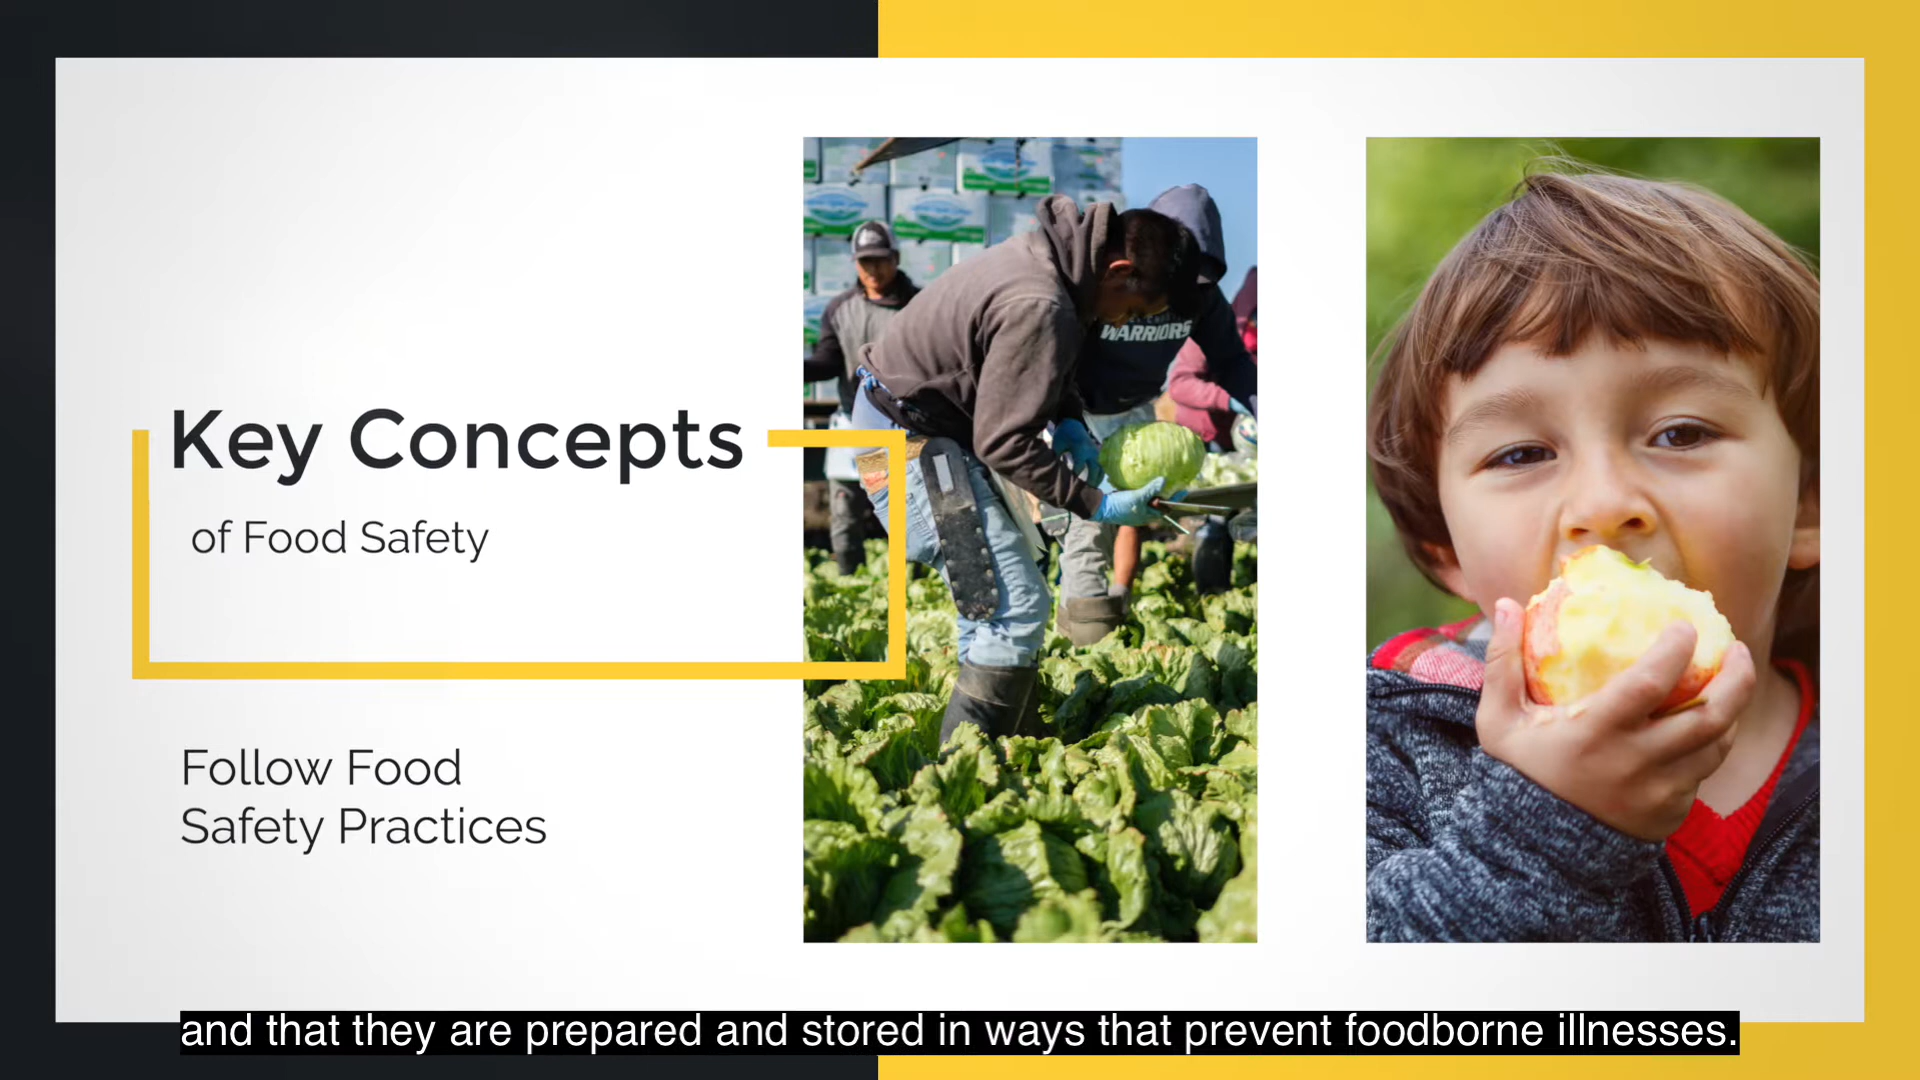 Key Concepts
of Food Safety
Follow Food
Safety Practices
WARRIORS
and that they are prepared and stored in ways that prevent foodborne illnesses.